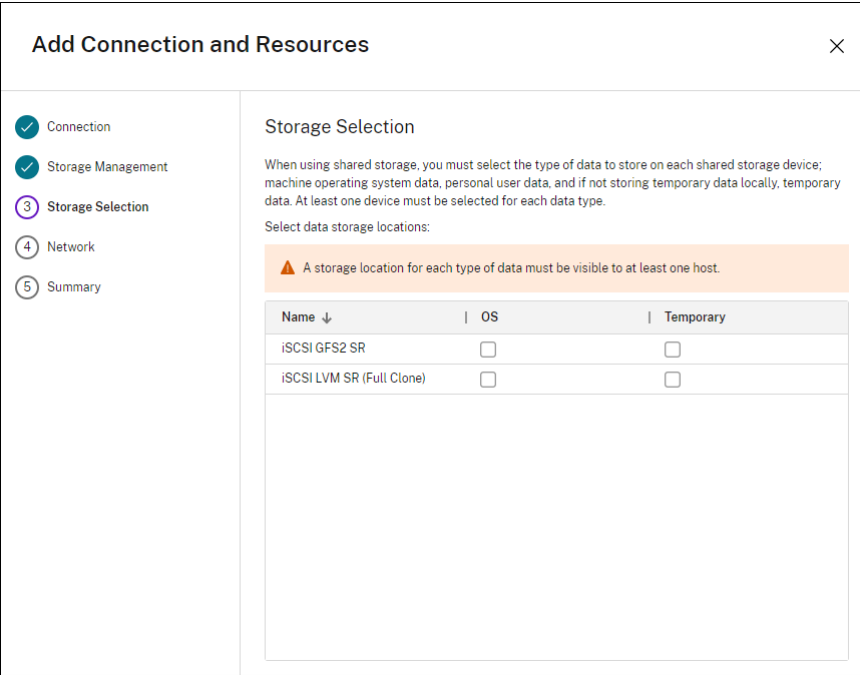 Add Connection and Resources
Connection
Storage Management
3 Storage Selection
4 Network
5 Summary
Storage Selection
When using shared storage, you must select the type of data to store on each shared storage device;
machine operating system data, personal user data, and if not storing temporary data locally, temporary
data. At least one device must be selected for each data type.
Select data storage locations:
A storage location for each type of data must be visible to at least one host.
Name ↓ | OS | Temporary
iSCSI GFS2 SR
iSCSI LVM SR (Full Clone)